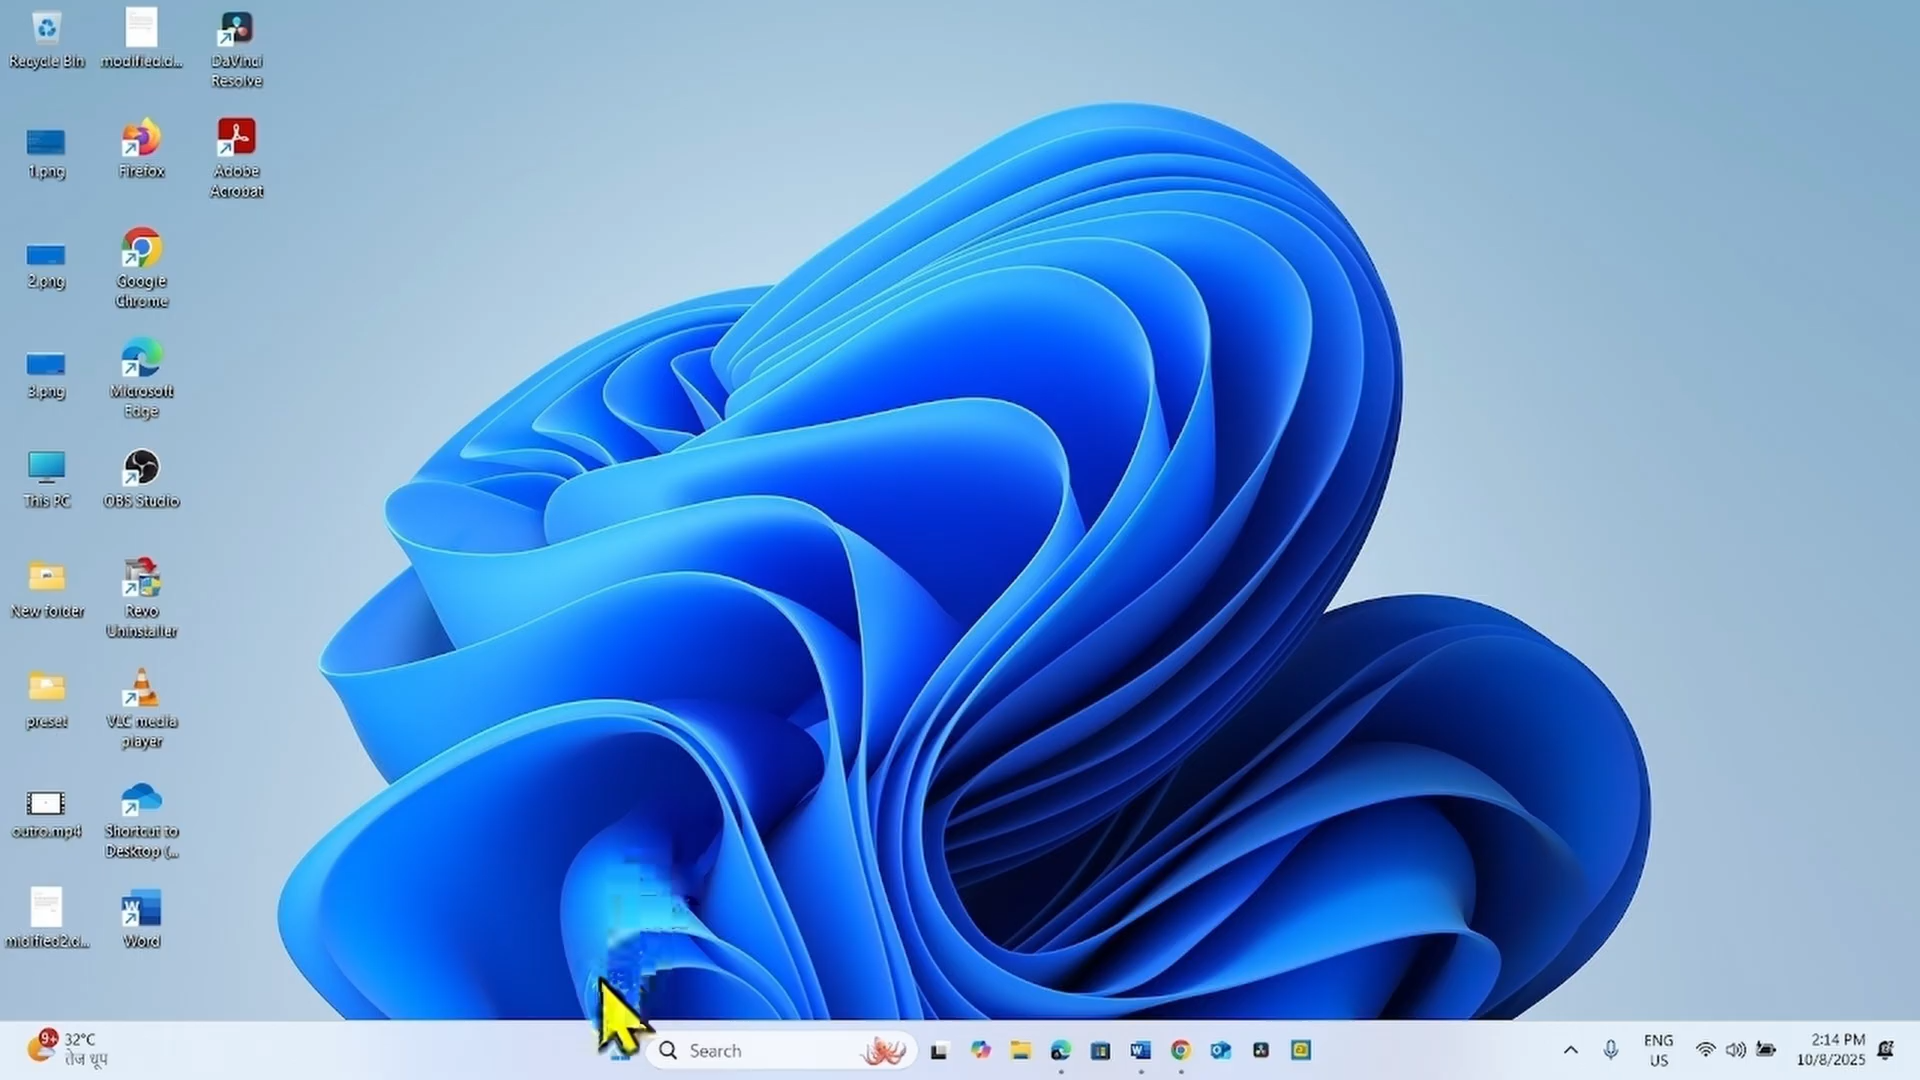 Recycle Bin
modified.d...
DaVinci
Resolve
1.png
Firefox
Adobe
Acrobat
2.png
Google
Chrome
3.png
Microsoft
Edge
This PC
OBS Studio
New folder
Revo
Uninstaller
preset
VLC media
player
outro.mp4
Shortcut to
Desktop (...
midified2.d...
Word
9+
32°C
तेज धूप
Search
ENG
US
2:14 PM
10/8/2025